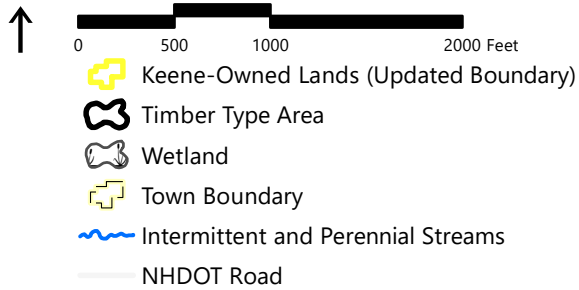 0 500 1000 2000 Feet
Keene-Owned Lands (Updated Boundary)
Timber Type Area
Wetland
Town Boundary
Intermittent and Perennial Streams
NHDOT Road